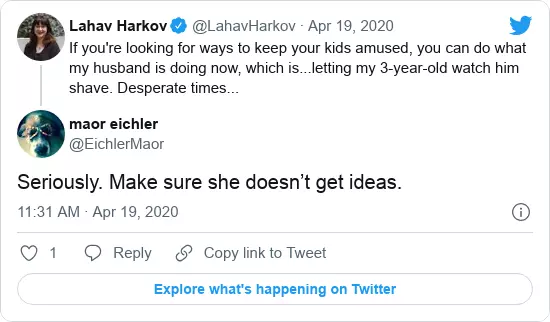 Lahav Harkov @LahavHarkov · Apr 19, 2020
If you're looking for ways to keep your kids amused, you can do what
my husband is doing now, which is...letting my 3-year-old watch him
shave. Desperate times...
maor eichler
@EichlerMaor
Seriously. Make sure she doesn’t get ideas.
11:31 AM · Apr 19, 2020
1 Reply Copy link to Tweet
Explore what's happening on Twitter